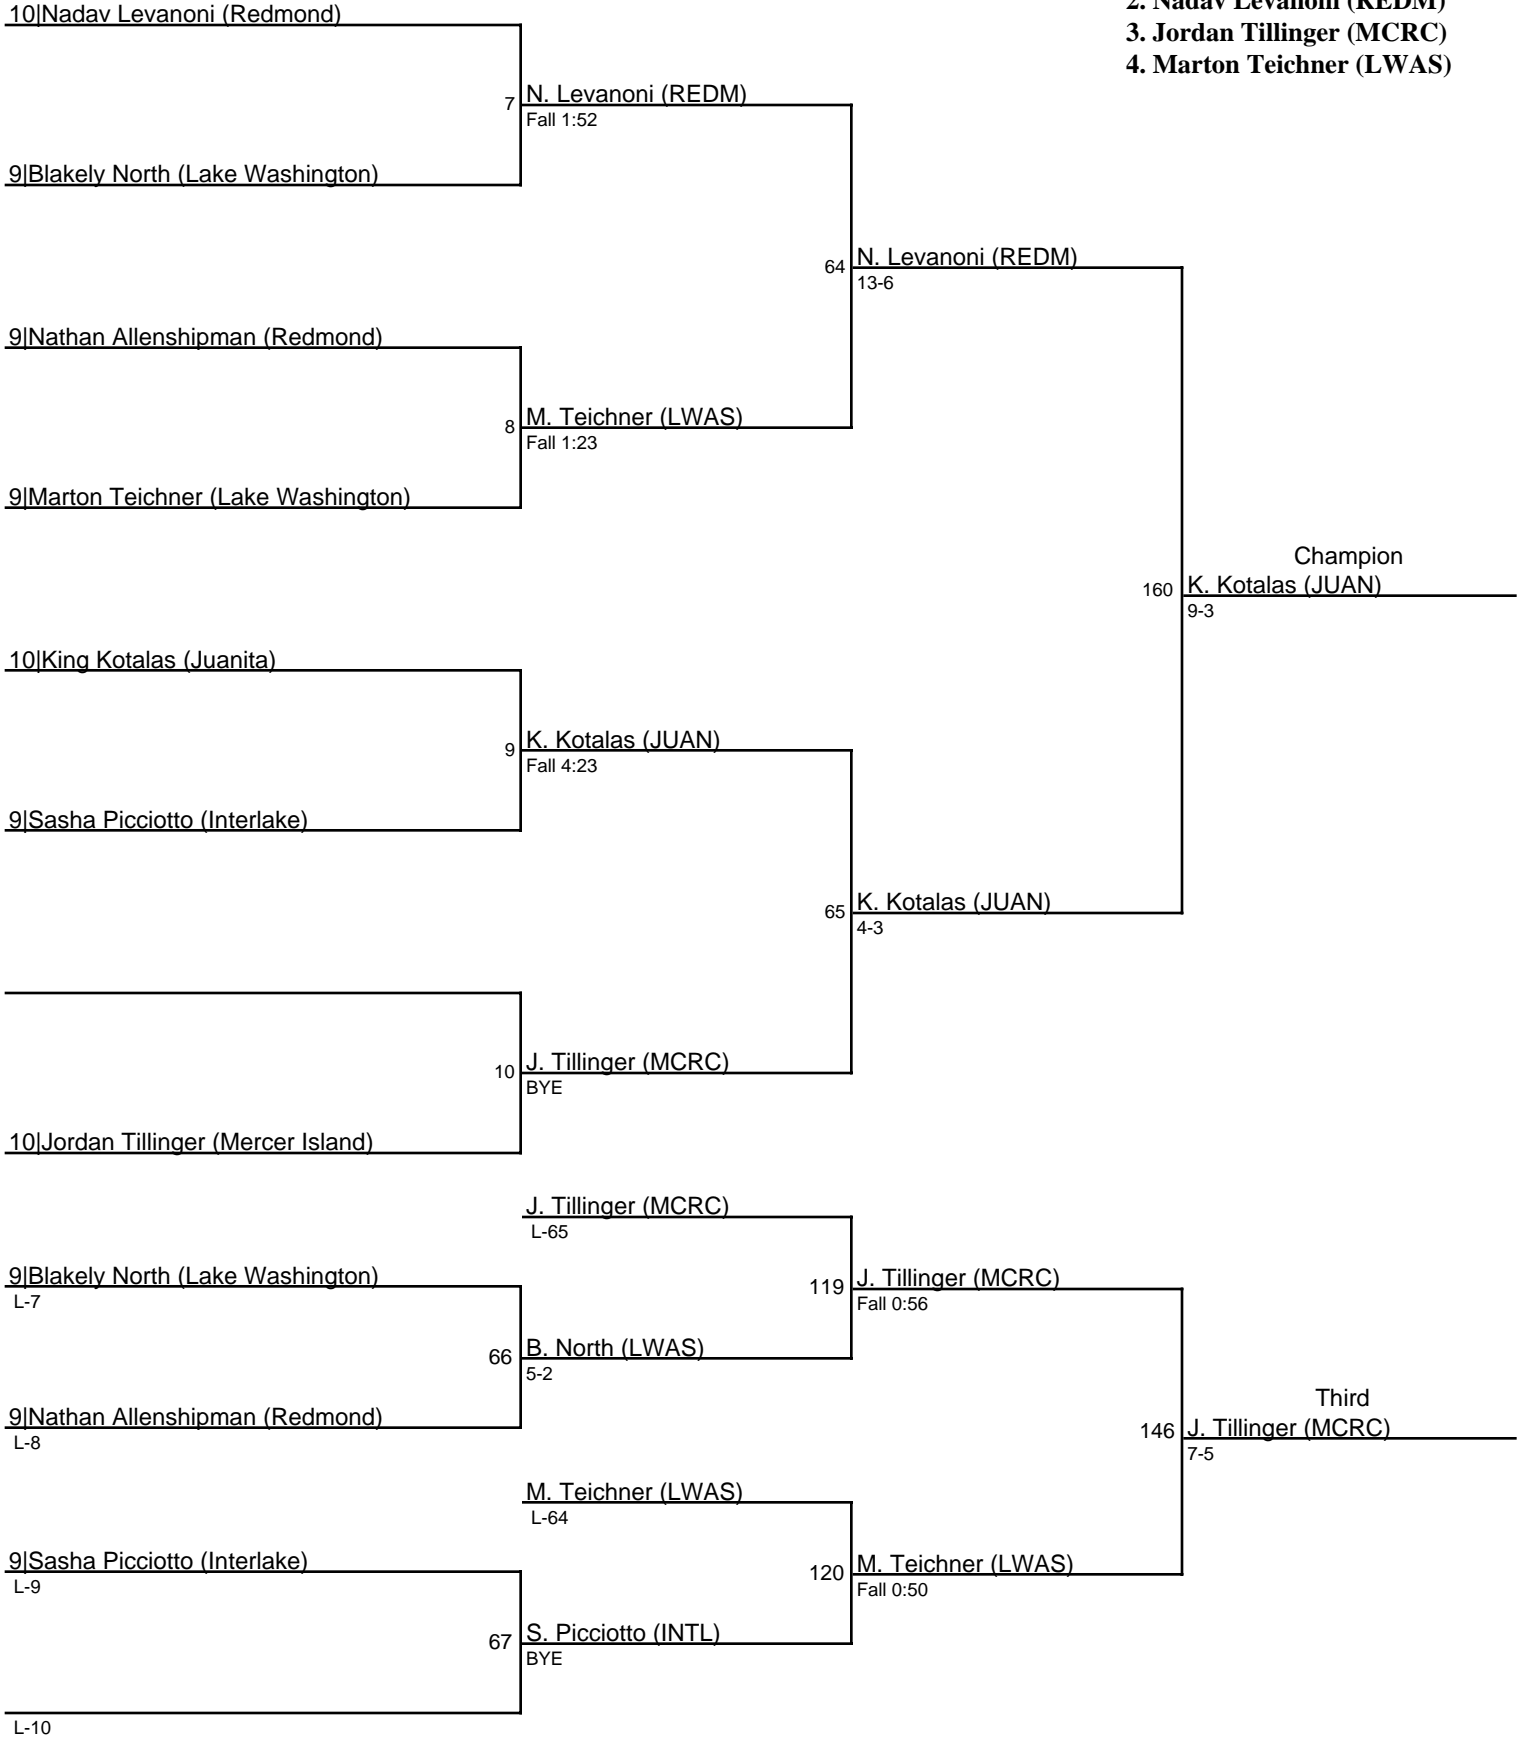 10|Nadav Levanoni (Redmond)
2. Nadav Levanoni (REDM)
3. Jordan Tillinger (MCRC)
4. Marton Teichner (LWAS)
7 N. Levanoni (REDM)
Fall 1:52
9|Blakely North (Lake Washington)
64 N. Levanoni (REDM)
13-6
9|Nathan Allenshipman (Redmond)
8 M. Teichner (LWAS)
Fall 1:23
9|Marton Teichner (Lake Washington)
Champion
160 K. Kotalas (JUAN)
9-3
10|King Kotalas (Juanita)
9 K. Kotalas (JUAN)
Fall 4:23
9|Sasha Picciotto (Interlake)
65 K. Kotalas (JUAN)
4-3
10 J. Tillinger (MCRC)
BYE
10|Jordan Tillinger (Mercer Island)
J. Tillinger (MCRC)
L-65
9|Blakely North (Lake Washington)
L-7
119 J. Tillinger (MCRC)
Fall 0:56
66 B. North (LWAS)
5-2
9|Nathan Allenshipman (Redmond)
L-8
Third
146 J. Tillinger (MCRC)
7-5
M. Teichner (LWAS)
L-64
9|Sasha Picciotto (Interlake)
L-9
120 M. Teichner (LWAS)
Fall 0:50
67 S. Picciotto (INTL)
BYE
L-10